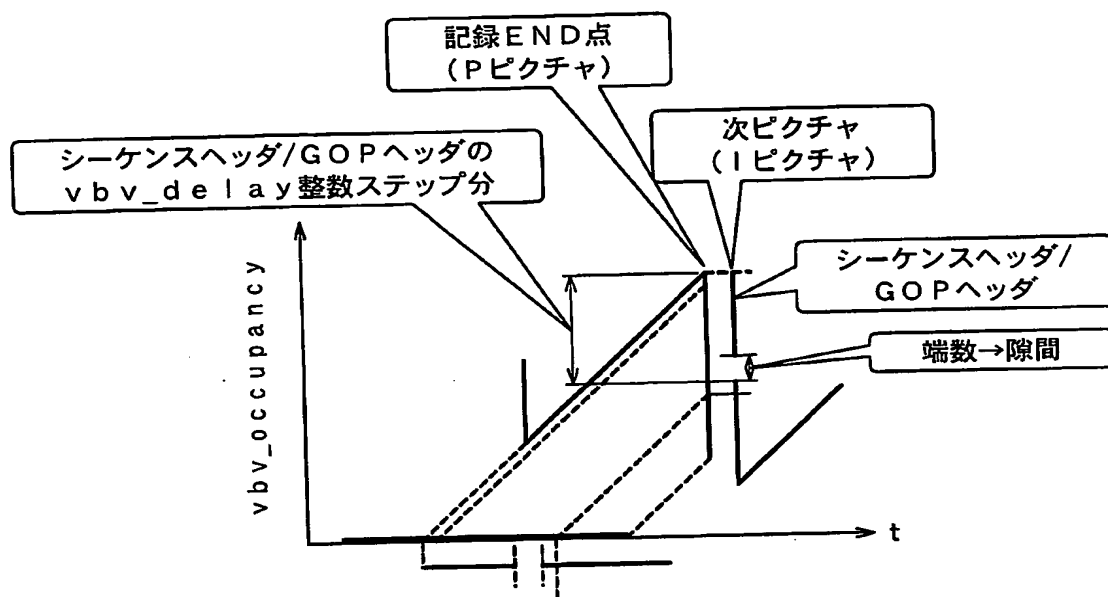 記録END点
(Pピクチャ)
次ピクチャ
(Iピクチャ)
シーケンスヘッダ/GOPヘッダの
vbv_delay整数ステップ分
シーケンスヘッダ/
GOPヘッダ
端数→隙間
vbv_occupancy
t